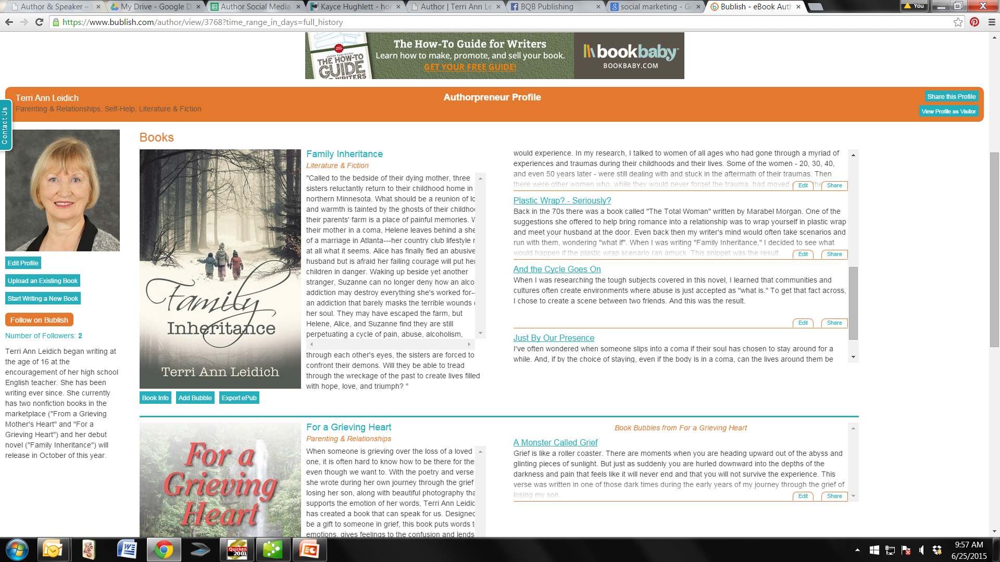 Author & Speaker –
My Drive - Google D
Author Social Media
Kayce Hughlett - hor
Author | Terri Ann Le
BQB Publishing
social marketing - Go
Bublish - eBook Auth
You
https://www.bublish.com/author/view/3768?time_range_in_days=full_history
THE HOW-TO
GUIDE
The How-To Guide for Writers
Learn how to make, promote, and sell your book.
GET YOUR FREE GUIDE!
bookbaby
BOOKBABY.COM
Contact Us
Terri Ann Leidich
Parenting & Relationships, Self-Help, Literature & Fiction
Authorpreneur Profile
Share this Profile
View Profile as Visitor
Edit Profile
Upload an Existing Book
Start Writing a New Book
Follow on Bublish
Number of Followers: 2
Terri Ann Leidich began writing at
the age of 16 at the
encouragement of her high school
English teacher. She has been
writing ever since. She currently
has two nonfiction books in the
marketplace ("From a Grieving
Mother's Heart" and "For a
Grieving Heart") and her debut
novel ("Family Inheritance") will
release in October of this year.
Books
Family
Inheritance
Terri Ann Leidich
Book Info
Add Bubble
Export ePub
Family Inheritance
Literature & Fiction
"Called to the bedside of their dying mother, three
sisters reluctantly return to their childhood home in
northern Minnesota. What should be a reunion of lo
and warmth is tainted by the ghosts of their childhoo
their parents' farm is a place of painful memories. W
their mother in a coma, Helene leaves behind a she
of a marriage in Atlanta---her country club lifestyle n
at all what it seems. Alice has finally fled an abusive
husband but is afraid her failing courage will put her
children in danger. Waking up beside yet another
stranger, Suzanne can no longer deny how an alco
addiction may destroy everything she's worked for--
an addiction that barely masks the terrible wounds o
her soul. They may have escaped the farm, but
Helene, Alice, and Suzanne find they are still
perpetuating a cycle of pain, abuse, alcoholism,
through each other's eyes, the sisters are forced to
confront their demons. Will they be able to tread
through the wreckage of the past to create lives filled
with hope, love, and triumph? "
would experience. In my research, I talked to women of all ages who had gone through a myriad of
experiences and traumas during their childhoods and their lives. Some of the women - 20, 30, 40,
and even 50 years later - were still dealing with and stuck in the aftermath of their traumas. Then
there were other women who, while they would never forget the trauma, had moved
Edit
Share
Plastic Wrap? - Seriously?
Back in the 70s there was a book called "The Total Woman" written by Marabel Morgan. One of the
suggestions she offered to help bring romance into a relationship was to wrap yourself in plastic wrap
and meet your husband at the door. Even back then my writer's mind would often take scenarios and
run with them, wondering "what if". When I was writing "Family Inheritance," I decided to see what
would happen if the plastic wrap scenario ran amuck. This snippet was the result.
Edit
Share
And the Cycle Goes On
When I was researching the tough subjects covered in this novel, I learned that communities and
cultures often create environments where abuse is just accepted as "what is." To get that fact across,
I chose to create a scene between two friends. And this was the result.
Edit
Share
Just By Our Presence
I've often wondered when someone slips into a coma if their soul has chosen to stay around for a
while. And, if by the choice of staying, even if the body is in a coma, can the lives around them be
For a
Grieving
Heart
For a Grieving Heart
Parenting & Relationships
When someone is grieving over the loss of a loved
one, it is often hard to know how to be there for the
even though we want to. With the poetry and verse
she wrote during her own journey through the grief
losing her son, along with beautiful photography tha
supports the emotion of her words, Terri Ann Leidic
has created a book that can speak for us. Designed
be a gift to someone in grief, this book puts words t
emotions, gives feelings to the confusion and lends
Book Bubbles from For a Grieving Heart
A Monster Called Grief
Grief is like a roller coaster. There are moments when you are heading upward out of the abyss and
glinting pieces of sunlight. But just as suddenly you are hurled downward into the depths of the
darkness and pain that feels like it will never end and that you will not survive the experience. This
verse was written in one of those dark times during the early years of my journey through the grief of
losing my son.
Edit
Share
Quicken
2001
9:57 AM
6/25/2015